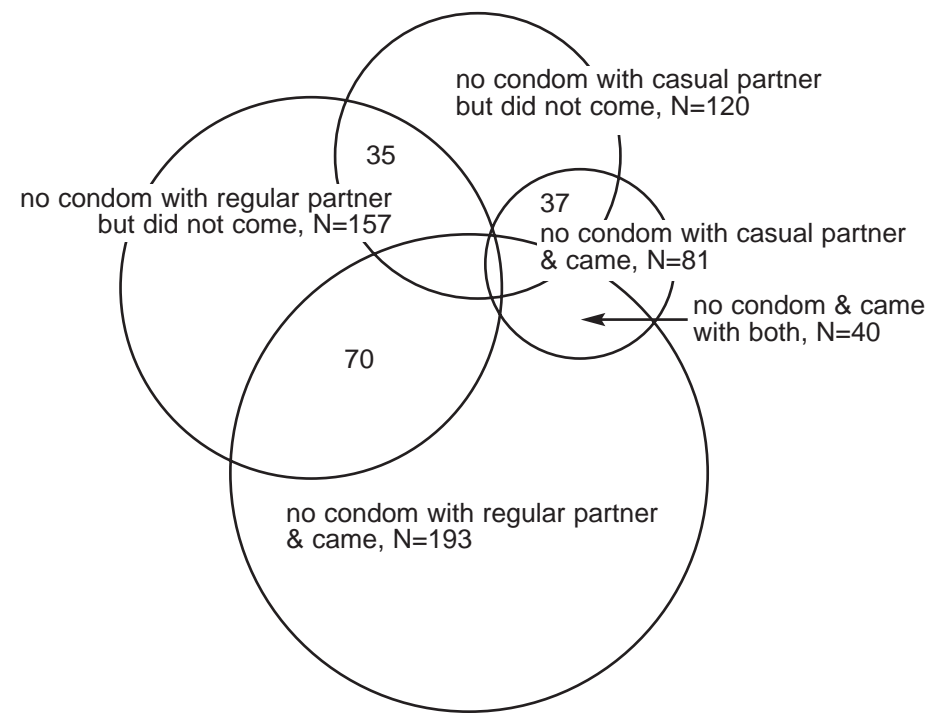 no condom with casual partner
but did not come, N=120
35
no condom with regular partner
but did not come, N=157
37
no condom with casual partner
& came, N=81
no condom & came
with both, N=40
70
no condom with regular partner
& came, N=193